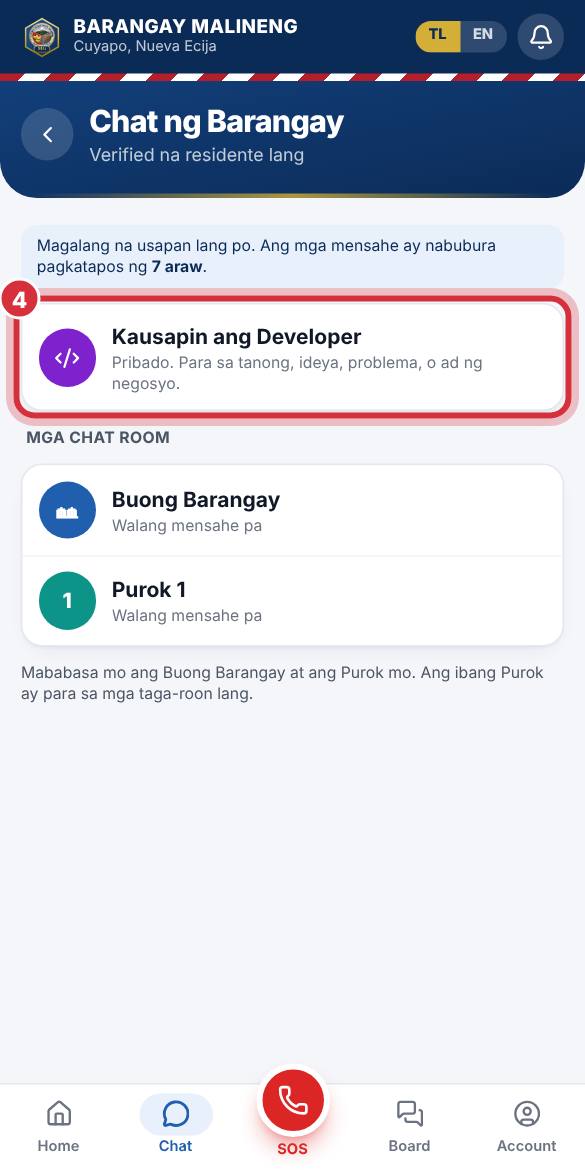 BARANGAY MALINENG
Cuyapo, Nueva Ecija
TL EN
Chat ng Barangay
Verified na residente lang
Magalang na usapan lang po. Ang mga mensahe ay nabubura
pagkatapos ng 7 araw.
4
Kausapin ang Developer
Pribado. Para sa tanong, ideya, problema, o ad ng
negosyo.
MGA CHAT ROOM
Buong Barangay
Walang mensahe pa
1
Purok 1
Walang mensahe pa
Mababasa mo ang Buong Barangay at ang Purok mo. Ang ibang Purok
ay para sa mga taga-roon lang.
Home
Chat
SOS
Board
Account